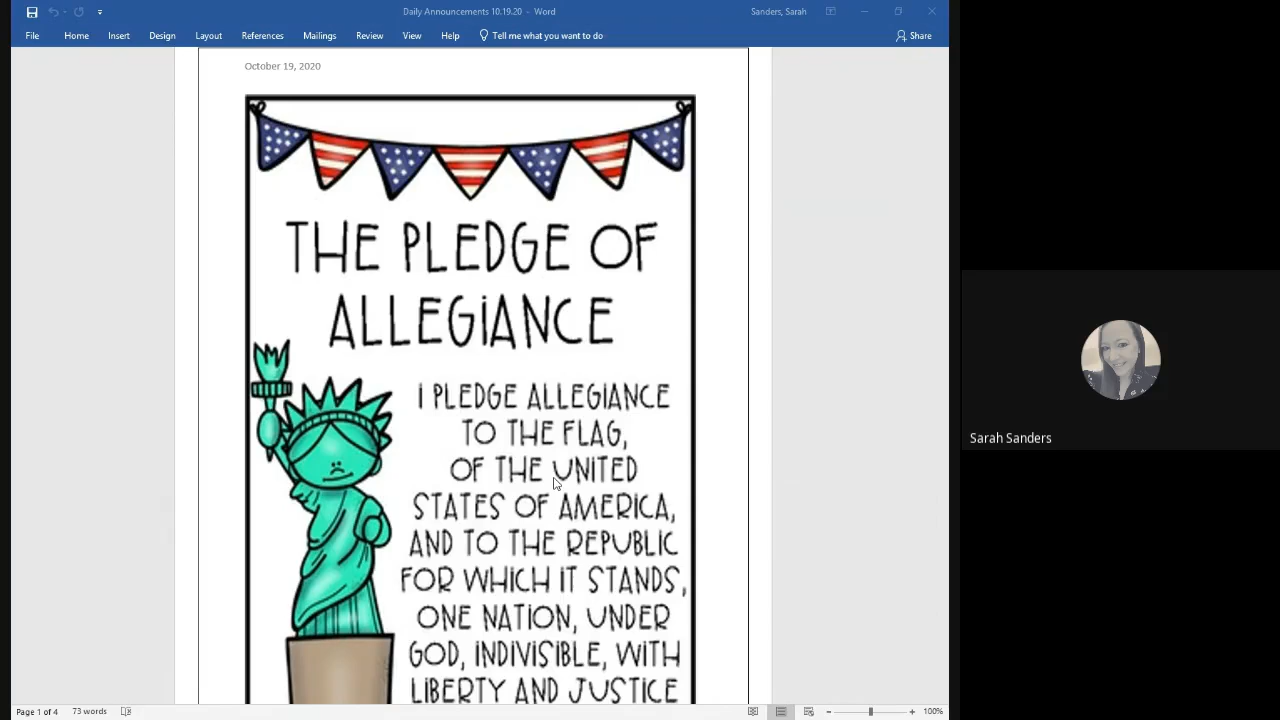 Daily Announcements 10.19.20 - Word
Sanders, Sarah
File Home Insert Design Layout References Mailings Review View Help Tell me what you want to do Share
October 19, 2020
THE PLEDGE OF
ALLEGiANCE
I PLEDGE ALLEGIANCE
TO THE FLAG,
OF THE UNITED
STATES OF AMERICA,
AND TO THE REPUBLIC
FOR WHICH IT STANDS,
ONE NATION, UNDER
GOD, INDIVISIBLE, WITH
LIBERTY AND JUSTICE
Sarah Sanders
Page 1 of 4 73 words 100%